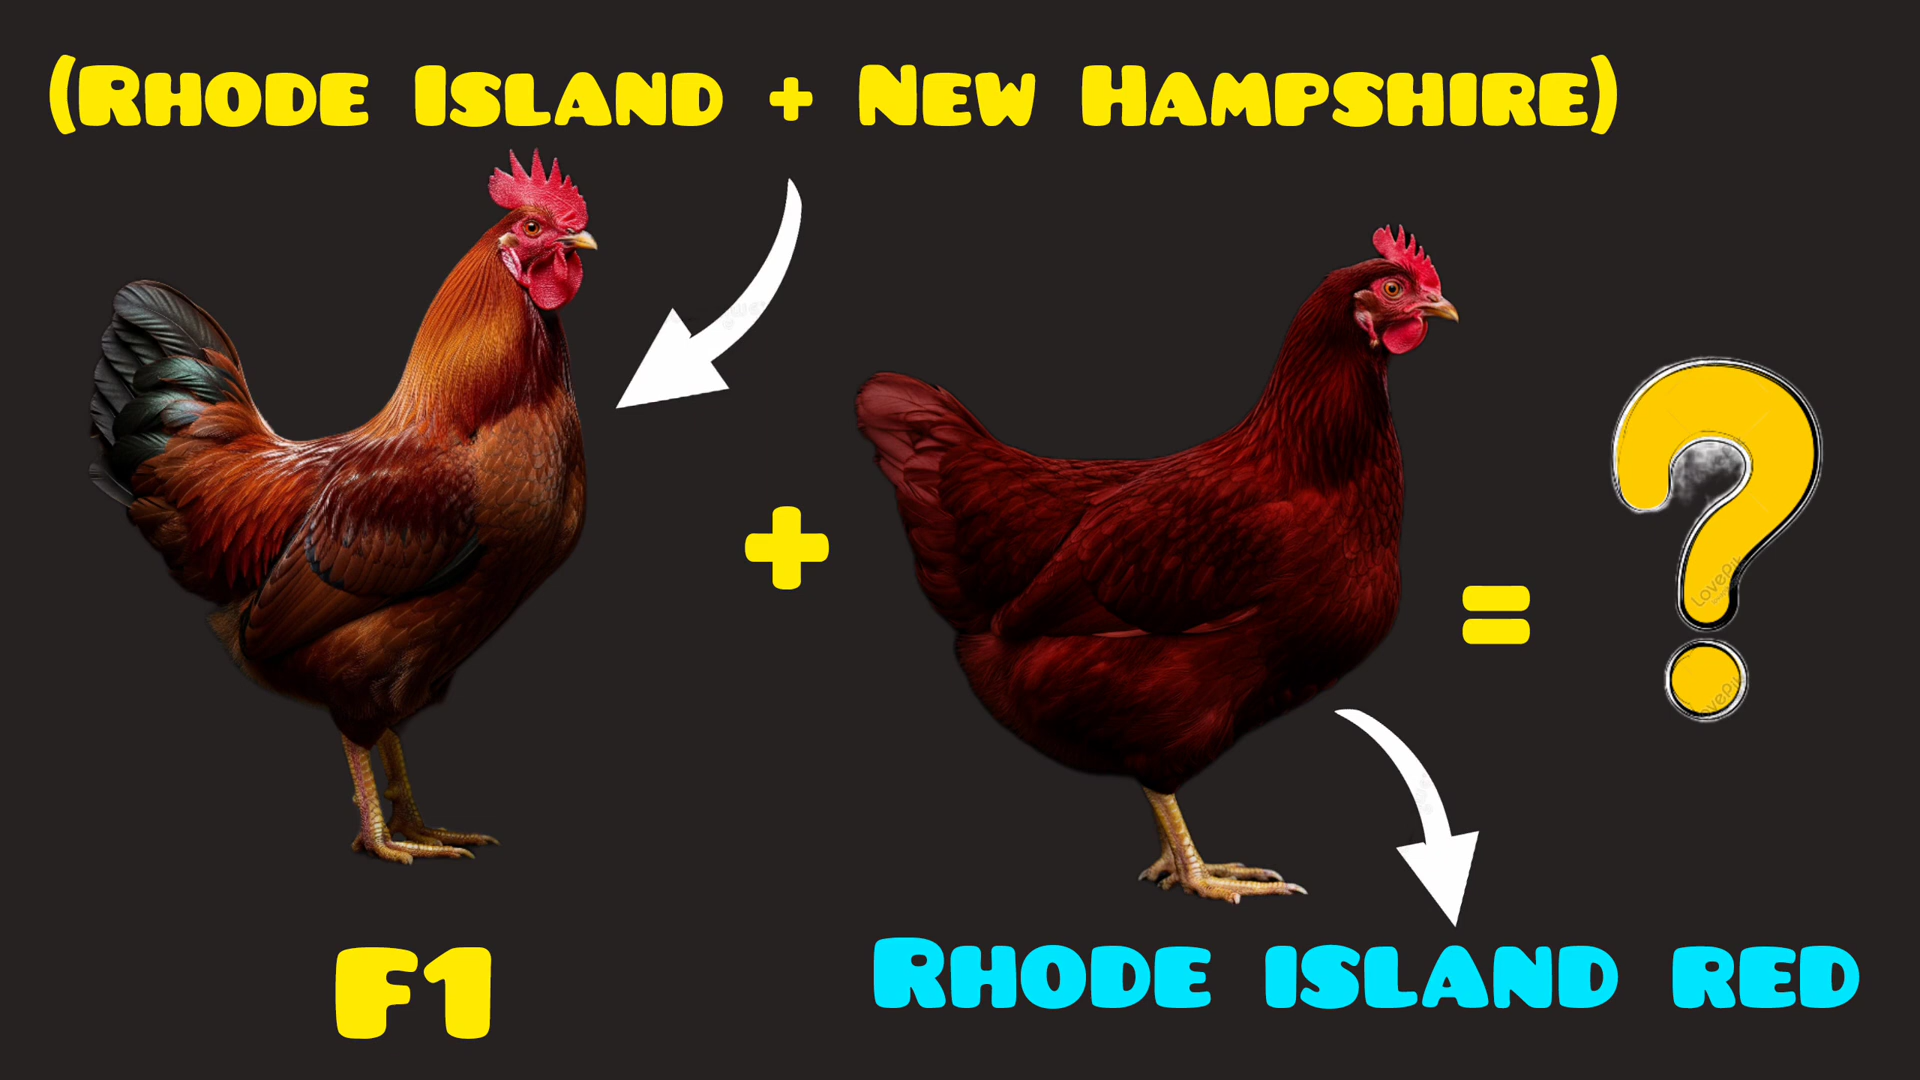 (Rhode Island + New Hampshire)
+
=
?
F1
Rhode island red